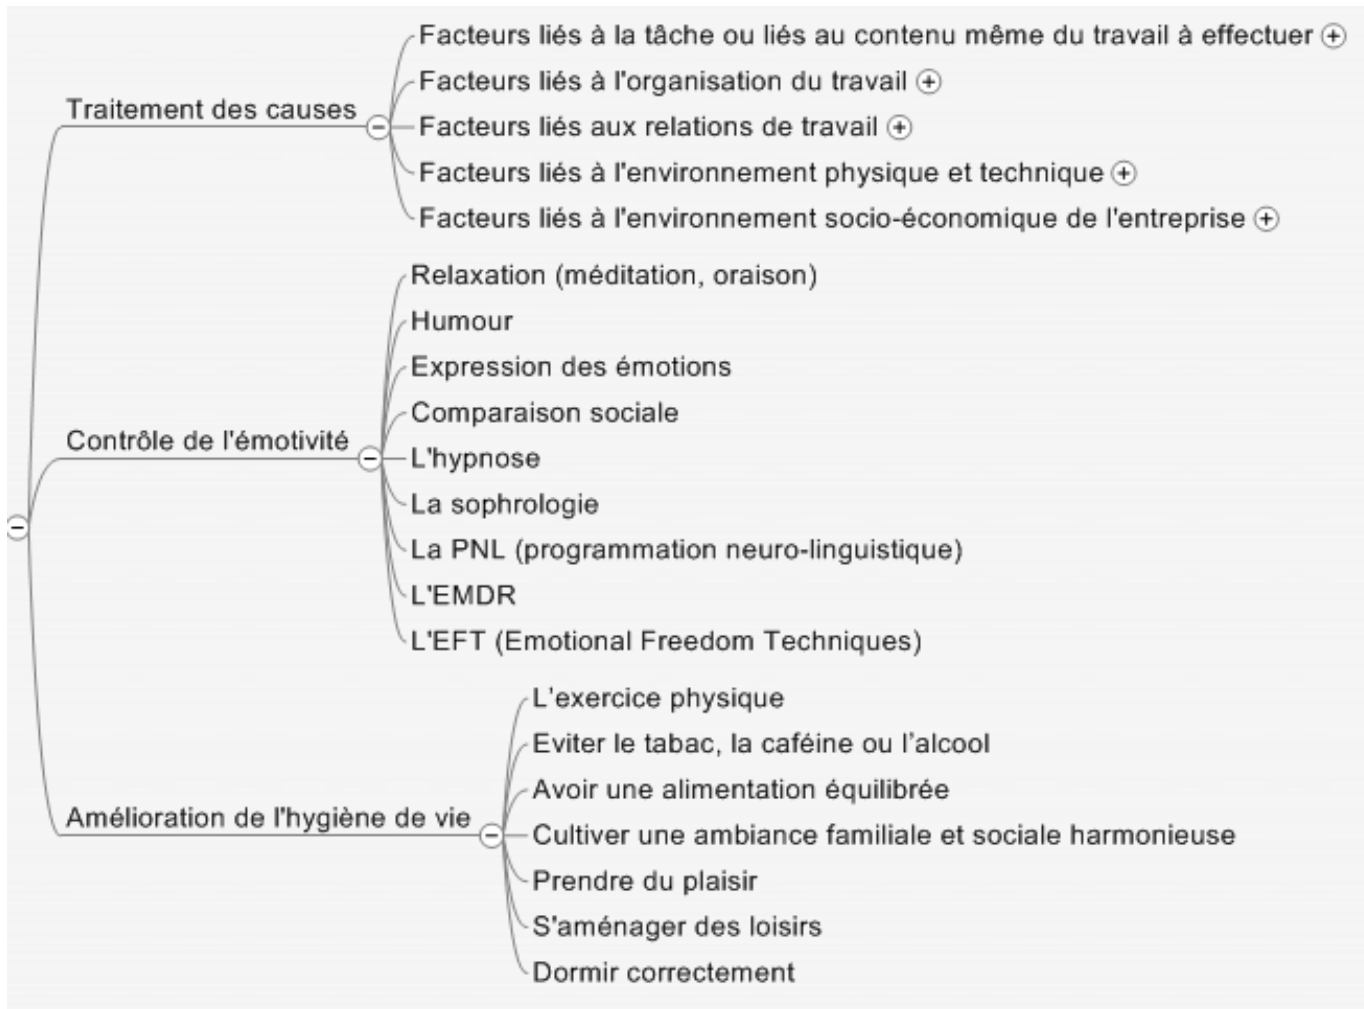 Traitement des causes
Facteurs liés à la tâche ou liés au contenu même du travail à effectuer
Facteurs liés à l'organisation du travail
Facteurs liés aux relations de travail
Facteurs liés à l'environnement physique et technique
Facteurs liés à l'environnement socio-économique de l'entreprise
Contrôle de l'émotivité
Relaxation (méditation, oraison)
Humour
Expression des émotions
Comparaison sociale
L'hypnose
La sophrologie
La PNL (programmation neuro-linguistique)
L'EMDR
L'EFT (Emotional Freedom Techniques)
Amélioration de l'hygiène de vie
L'exercice physique
Eviter le tabac, la caféine ou l’alcool
Avoir une alimentation équilibrée
Cultiver une ambiance familiale et sociale harmonieuse
Prendre du plaisir
S'aménager des loisirs
Dormir correctement